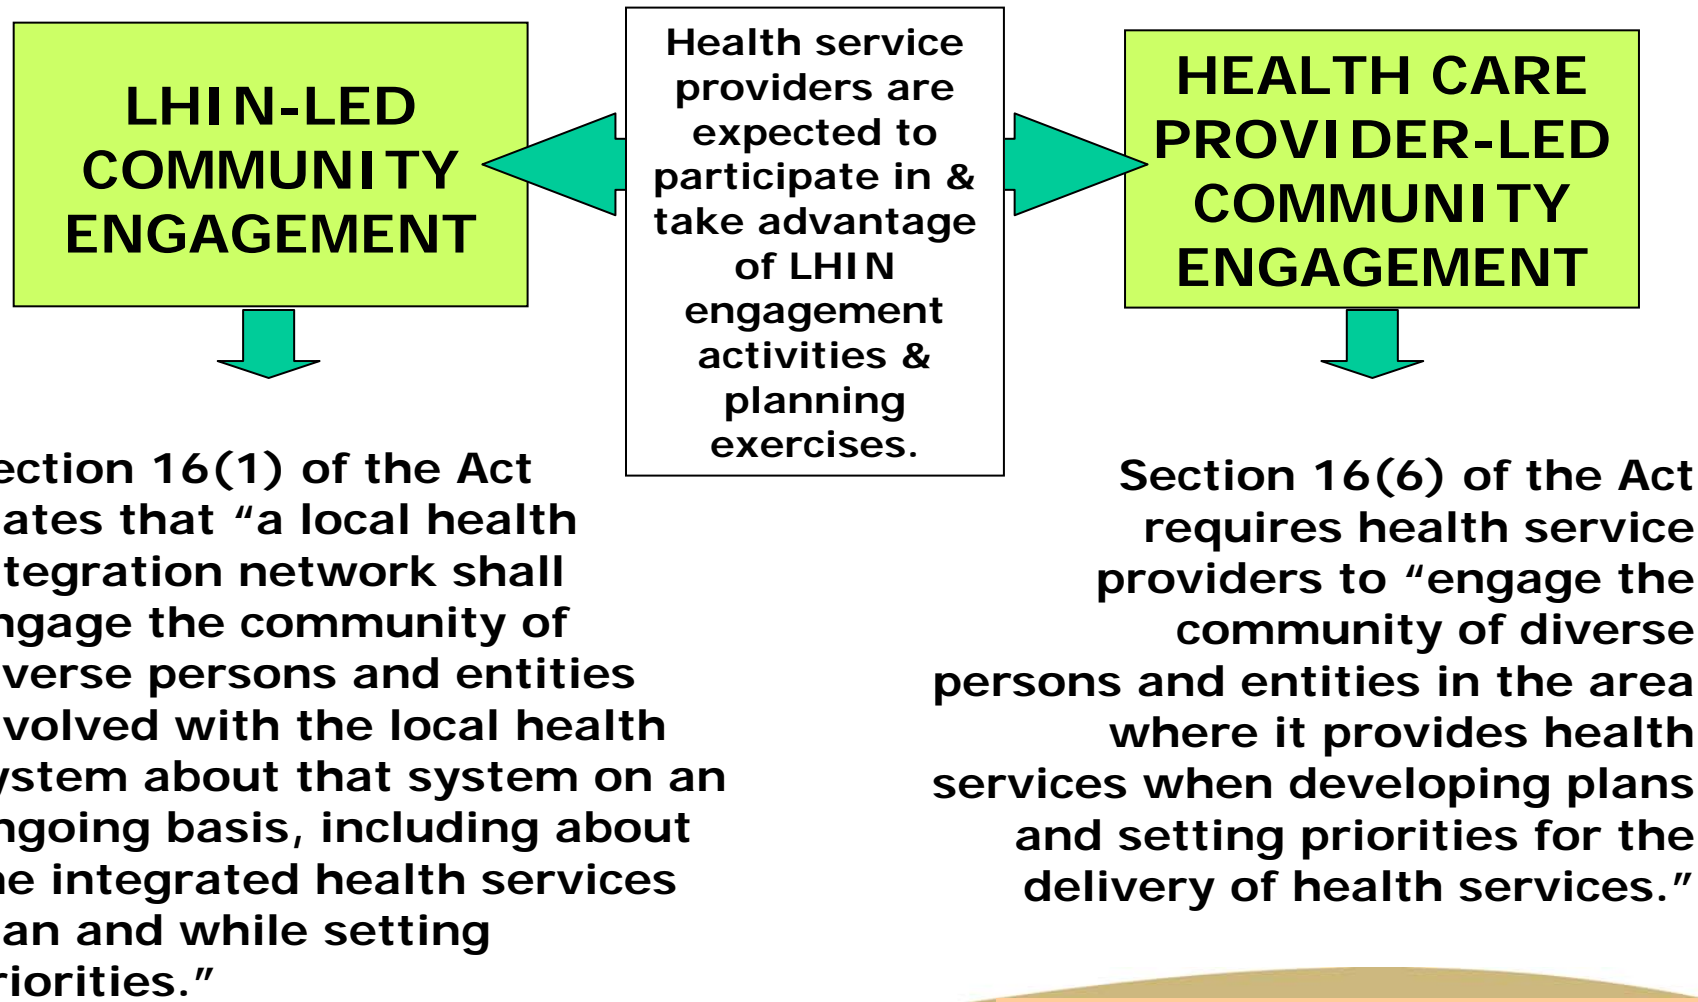 LHIN-LED
COMMUNITY
ENGAGEMENT
Health service
providers are
expected to
participate in &
take advantage
of LHIN
engagement
activities &
planning
exercises.
HEALTH CARE
PROVIDER-LED
COMMUNITY
ENGAGEMENT
ection 16(1) of the Act
ates that “a local health
tegration network shall
ngage the community of
verse persons and entities
volved with the local health
ystem about that system on an
ngoing basis, including about
he integrated health services
an and while setting
riorities.”
Section 16(6) of the Act
requires health service
providers to “engage the
community of diverse
persons and entities in the area
where it provides health
services when developing plans
and setting priorities for the
delivery of health services.”